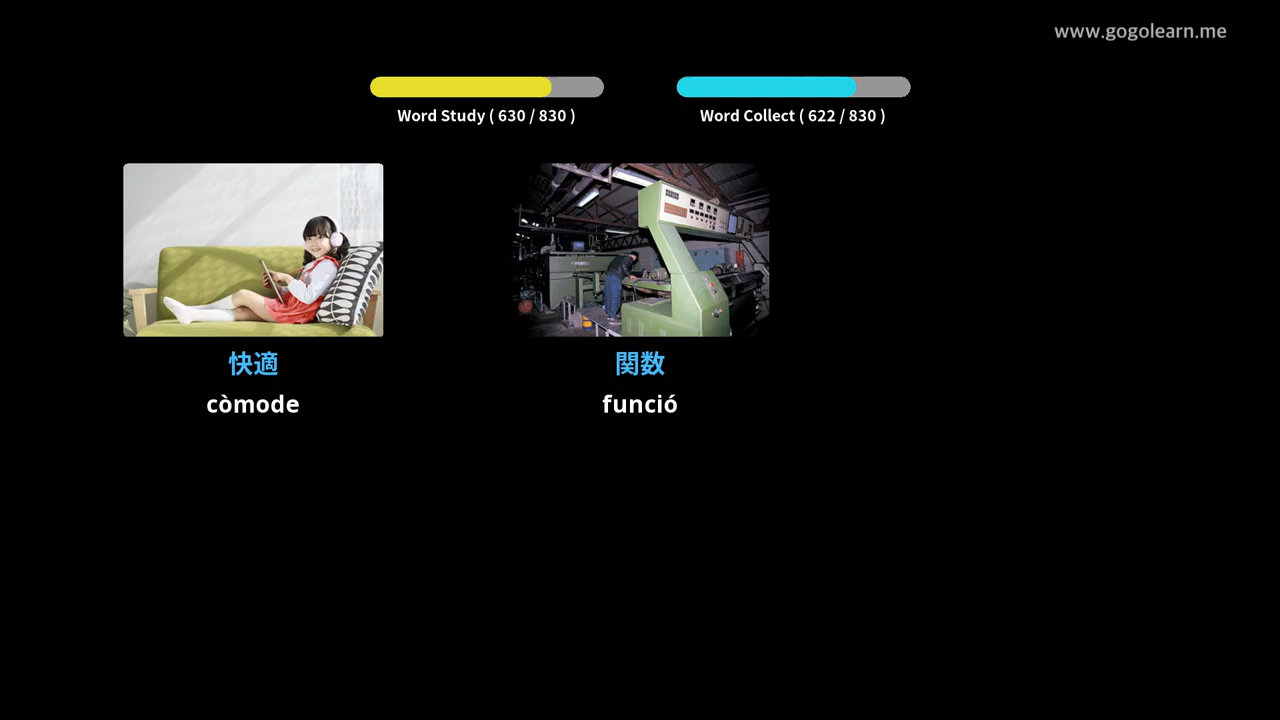 www.gogolearn.me
Word Study ( 630 / 830 )
Word Collect ( 622 / 830 )
快適
còmode
関数
funció